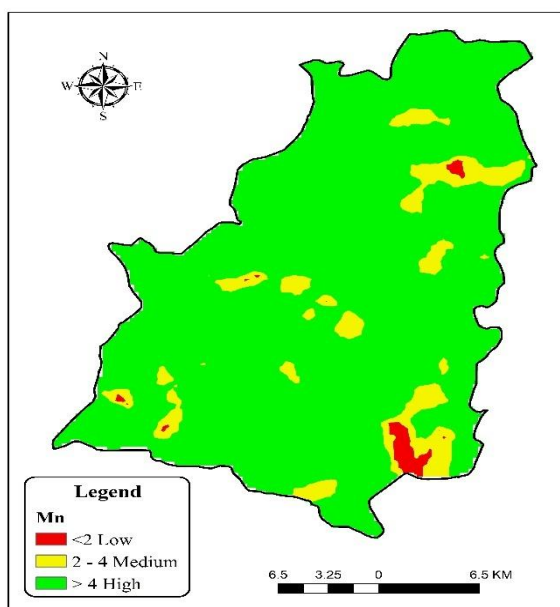 N
W E
S
Legend
Mn
<2 Low
2 - 4 Medium
> 4 High
6.5 3.25 0 6.5 KM